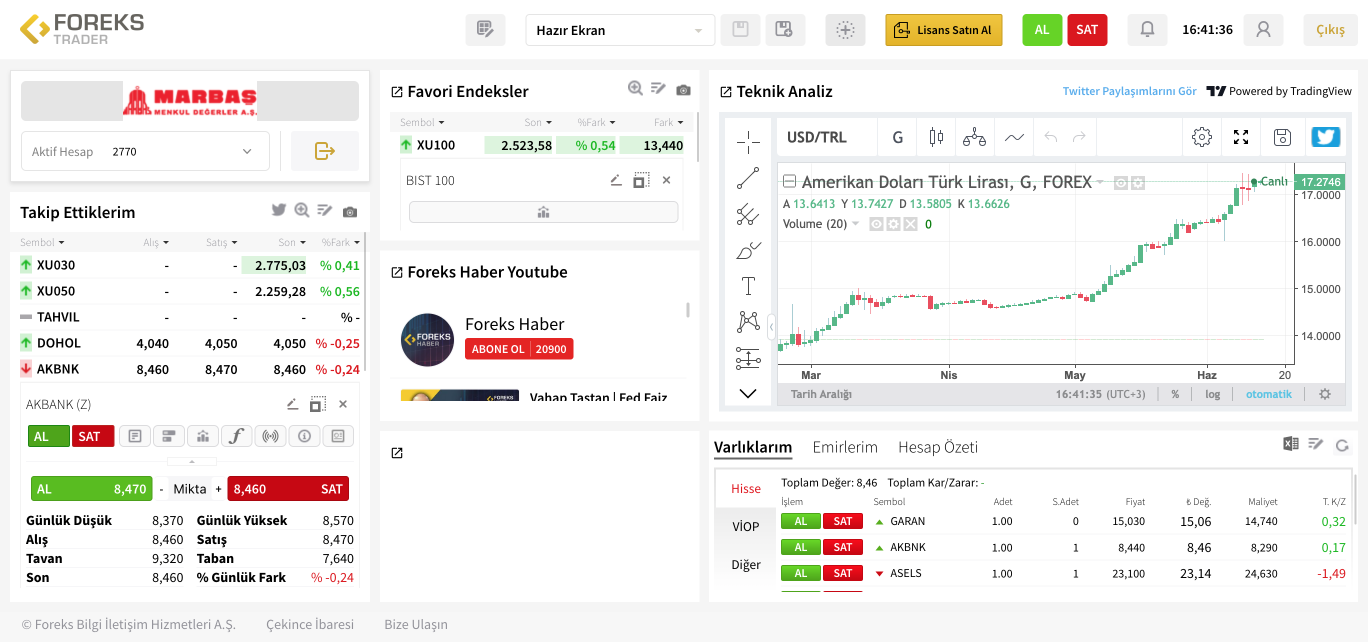 FOREKS
TRADER
Hazır Ekran
Lisans Satın Al
AL
SAT
16:41:36
Çıkış
MARBAŞ
MENKUL DEĞERLER A.Ş.
Aktif Hesap 2770
Takip Ettiklerim
Sembol Alış Satış Son %Fark
XU030 - - 2.775,03 % 0,41
XU050 - - 2.259,28 % 0,56
TAHVIL - - - % -
DOHOL 4,040 4,050 4,050 % -0,25
AKBNK 8,460 8,470 8,460 % -0,24
AKBANK (Z)
AL SAT
AL 8,470 - Mikta + 8,460 SAT
Günlük Düşük 8,370 Günlük Yüksek 8,570
Alış 8,460 Satış 8,470
Tavan 9,320 Taban 7,640
Son 8,460 % Günlük Fark % -0,24
Favori Endeksler
Sembol Son %Fark Fark
XU100 2.523,58 % 0,54 13,440
BIST 100
Foreks Haber Youtube
FOREKS
HABER
Foreks Haber
ABONE OL 20900
FOREKS
Vahan Taştan | Fed Faiz
Teknik Analiz
Twitter Paylaşımlarını Gör
Powered by TradingView
USD/TRL G
Amerikan Doları Türk Lirası, G, FOREX
A 13.6413 Y 13.7427 D 13.5805 K 13.6626
Volume (20) 0
Canlı 17.2746
17.0000
16.0000
15.0000
14.0000
Mar Nis May Haz 20
Tarih Aralığı 16:41:35 (UTC+3) % log otomatik
Varlıklarım Emirlerim Hesap Özeti
Hisse
VİOP
Diğer
Toplam Değer: 8,46 Toplam Kar/Zarar: -
İşlem Sembol Adet S.Adet Fiyat ₺ Değ. Maliyet T. K/Z
AL SAT GARAN 1.00 0 15,030 15,06 14,740 0,32
AL SAT AKBNK 1.00 1 8,440 8,46 8,290 0,17
AL SAT ASELS 1.00 1 23,100 23,14 24,630 -1,49
© Foreks Bilgi İletişim Hizmetleri A.Ş. Çekince İbaresi Bize Ulaşın